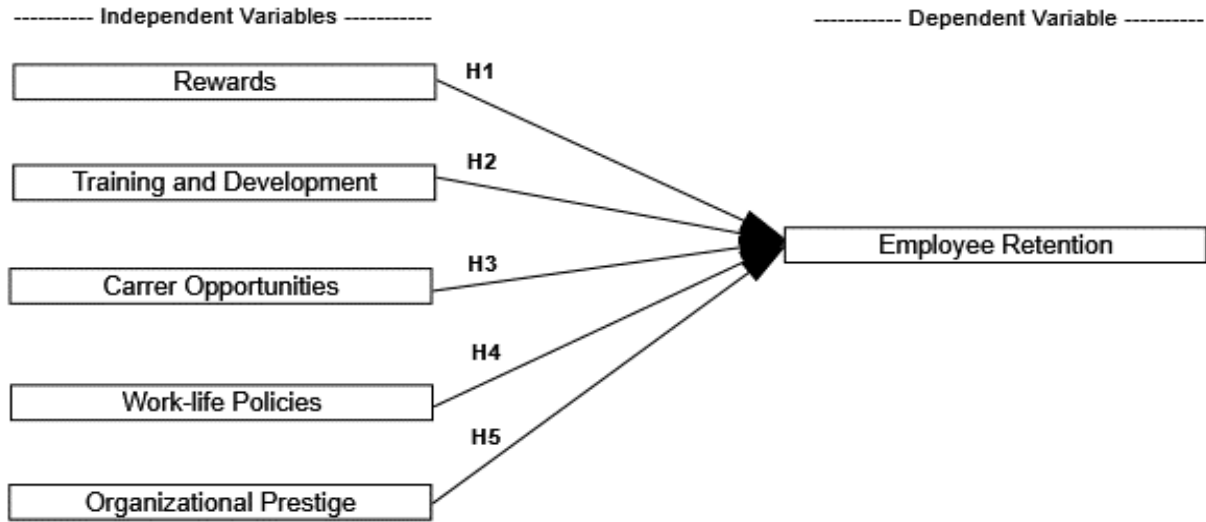 ---------- Independent Variables -----------
----------- Dependent Variable ----------
Rewards
H1
Training and Development
H2
Employee Retention
Carrer Opportunities
H3
Work-life Policies
H4
Organizational Prestige
H5